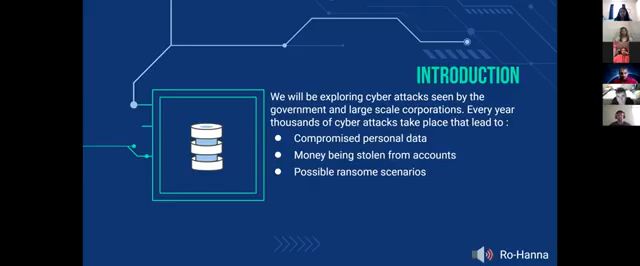 INTRODUCTION
We will be exploring cyber attacks seen by the
government and large scale corporations. Every year
thousands of cyber attacks take place that lead to :
Compromised personal data
Money being stolen from accounts
Possible ransome scenarios
Ro-Hanna